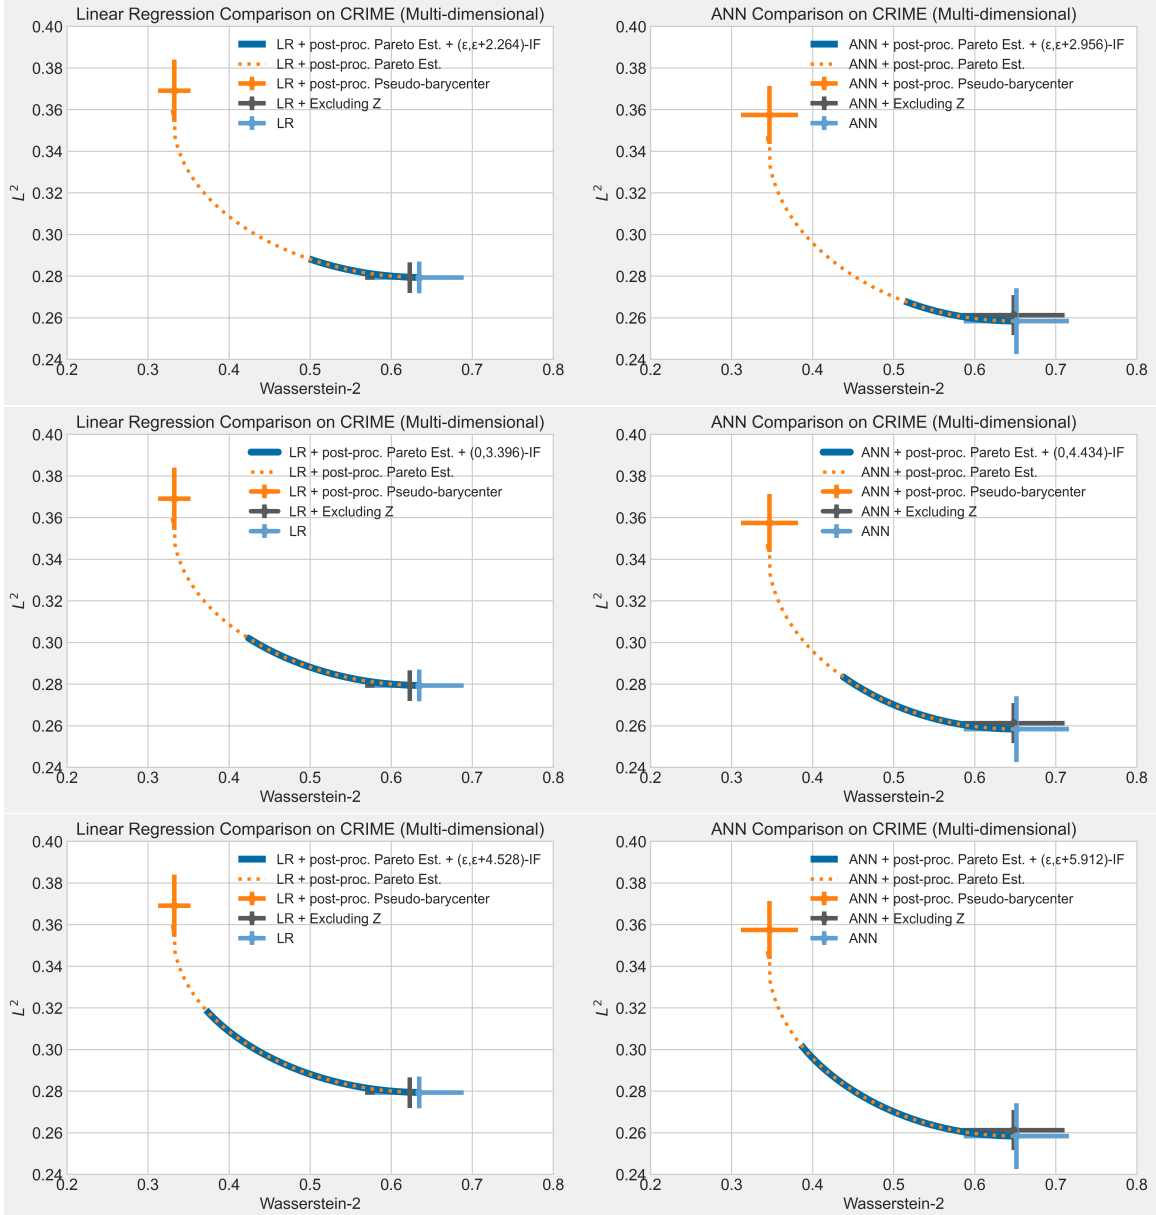 Linear Regression Comparison on CRIME (Multi-dimensional)
0.40
0.38
0.36
0.34
0.32
0.30
0.28
0.26
0.24
L²
LR + post-proc. Pareto Est. + (ε,ε+2.264)-IF
LR + post-proc. Pareto Est.
LR + post-proc. Pseudo-barycenter
LR + Excluding Z
LR
0.2 0.3 0.4 0.5 0.6 0.7 0.8
Wasserstein-2
ANN Comparison on CRIME (Multi-dimensional)
0.40
0.38
0.36
0.34
0.32
0.30
0.28
0.26
0.24
L²
ANN + post-proc. Pareto Est. + (ε,ε+2.956)-IF
ANN + post-proc. Pareto Est.
ANN + post-proc. Pseudo-barycenter
ANN + Excluding Z
ANN
0.2 0.3 0.4 0.5 0.6 0.7 0.8
Wasserstein-2
Linear Regression Comparison on CRIME (Multi-dimensional)
0.40
0.38
0.36
0.34
0.32
0.30
0.28
0.26
0.24
L²
LR + post-proc. Pareto Est. + (0,3.396)-IF
LR + post-proc. Pareto Est.
LR + post-proc. Pseudo-barycenter
LR + Excluding Z
LR
0.2 0.3 0.4 0.5 0.6 0.7 0.8
Wasserstein-2
ANN Comparison on CRIME (Multi-dimensional)
0.40
0.38
0.36
0.34
0.32
0.30
0.28
0.26
0.24
L²
ANN + post-proc. Pareto Est. + (0,4.434)-IF
ANN + post-proc. Pareto Est.
ANN + post-proc. Pseudo-barycenter
ANN + Excluding Z
ANN
0.2 0.3 0.4 0.5 0.6 0.7 0.8
Wasserstein-2
Linear Regression Comparison on CRIME (Multi-dimensional)
0.40
0.38
0.36
0.34
0.32
0.30
0.28
0.26
0.24
L²
LR + post-proc. Pareto Est. + (ε,ε+4.528)-IF
LR + post-proc. Pareto Est.
LR + post-proc. Pseudo-barycenter
LR + Excluding Z
LR
0.2 0.3 0.4 0.5 0.6 0.7 0.8
Wasserstein-2
ANN Comparison on CRIME (Multi-dimensional)
0.40
0.38
0.36
0.34
0.32
0.30
0.28
0.26
0.24
L²
ANN + post-proc. Pareto Est. + (ε,ε+5.912)-IF
ANN + post-proc. Pareto Est.
ANN + post-proc. Pseudo-barycenter
ANN + Excluding Z
ANN
0.2 0.3 0.4 0.5 0.6 0.7 0.8
Wasserstein-2